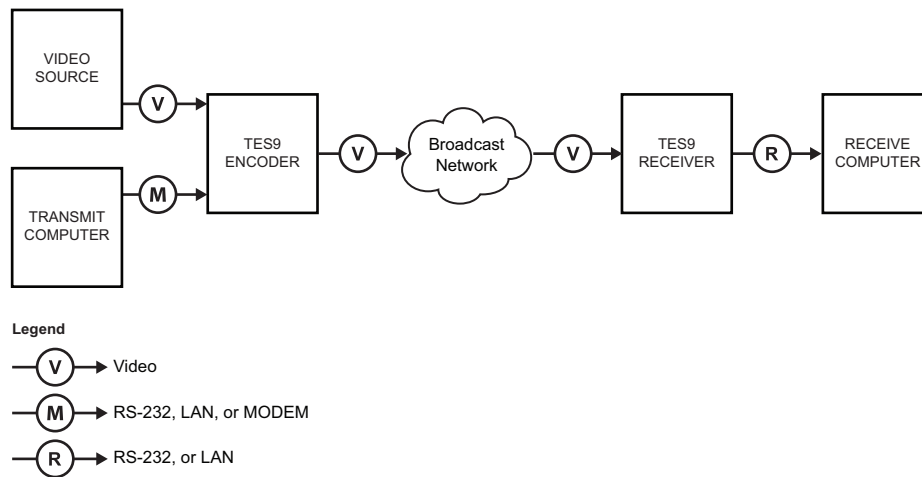 VIDEO
SOURCE
V
TRANSMIT
COMPUTER
M
TES9
ENCODER
V
Broadcast
Network
V
TES9
RECEIVER
R
RECEIVE
COMPUTER
Legend
V Video
M RS-232, LAN, or MODEM
R RS-232, or LAN